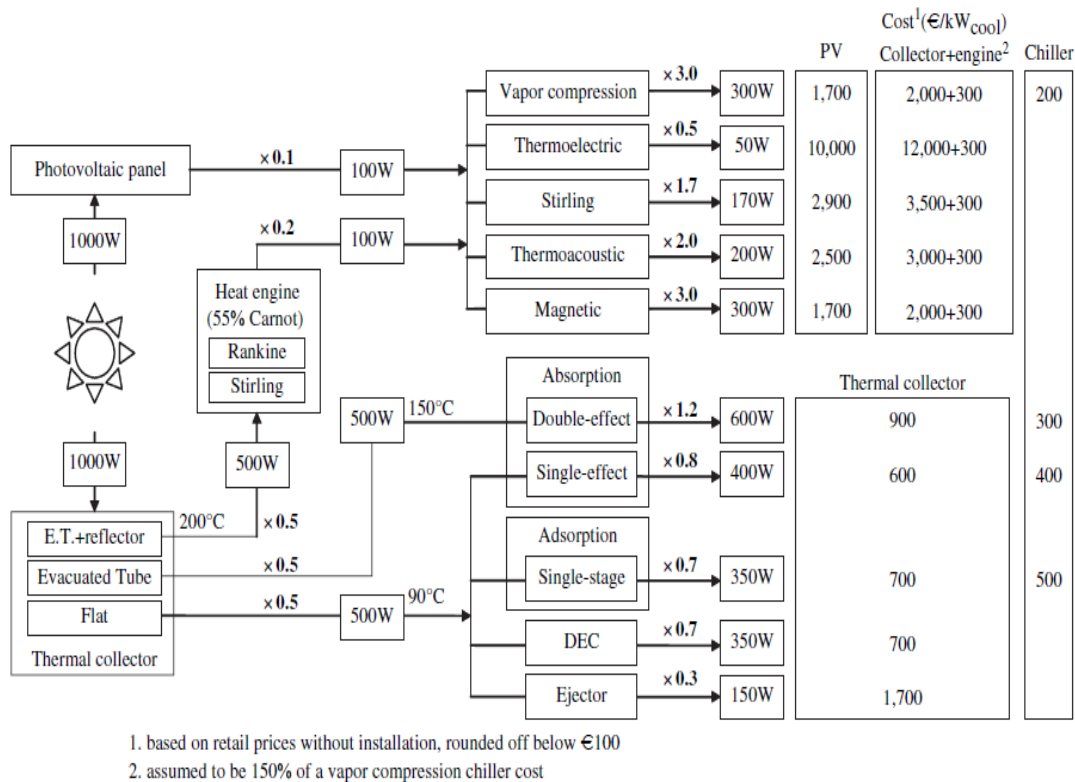 Cost¹(€/kWcool)
PV Collector+engine² Chiller
Vapor compression ×3.0 300W 1,700 2,000+300 200
Thermoelectric ×0.5 50W 10,000 12,000+300
Photovoltaic panel ×0.1 100W
Stirling ×1.7 170W 2,900 3,500+300
1000W ×0.2 100W
Thermoacoustic ×2.0 200W 2,500 3,000+300
Heat engine
(55% Carnot)
Rankine
Stirling
Magnetic ×3.0 300W 1,700 2,000+300
Absorption Thermal collector
500W 150°C Double-effect ×1.2 600W 900 300
1000W 500W Single-effect ×0.8 400W 600 400
200°C ×0.5
E.T.+reflector
Adsorption
Evacuated Tube ×0.5 Single-stage ×0.7 350W 700 500
Flat ×0.5 500W 90°C
Thermal collector
DEC ×0.7 350W 700
Ejector ×0.3 150W 1,700
1. based on retail prices without installation, rounded off below €100
2. assumed to be 150% of a vapor compression chiller cost